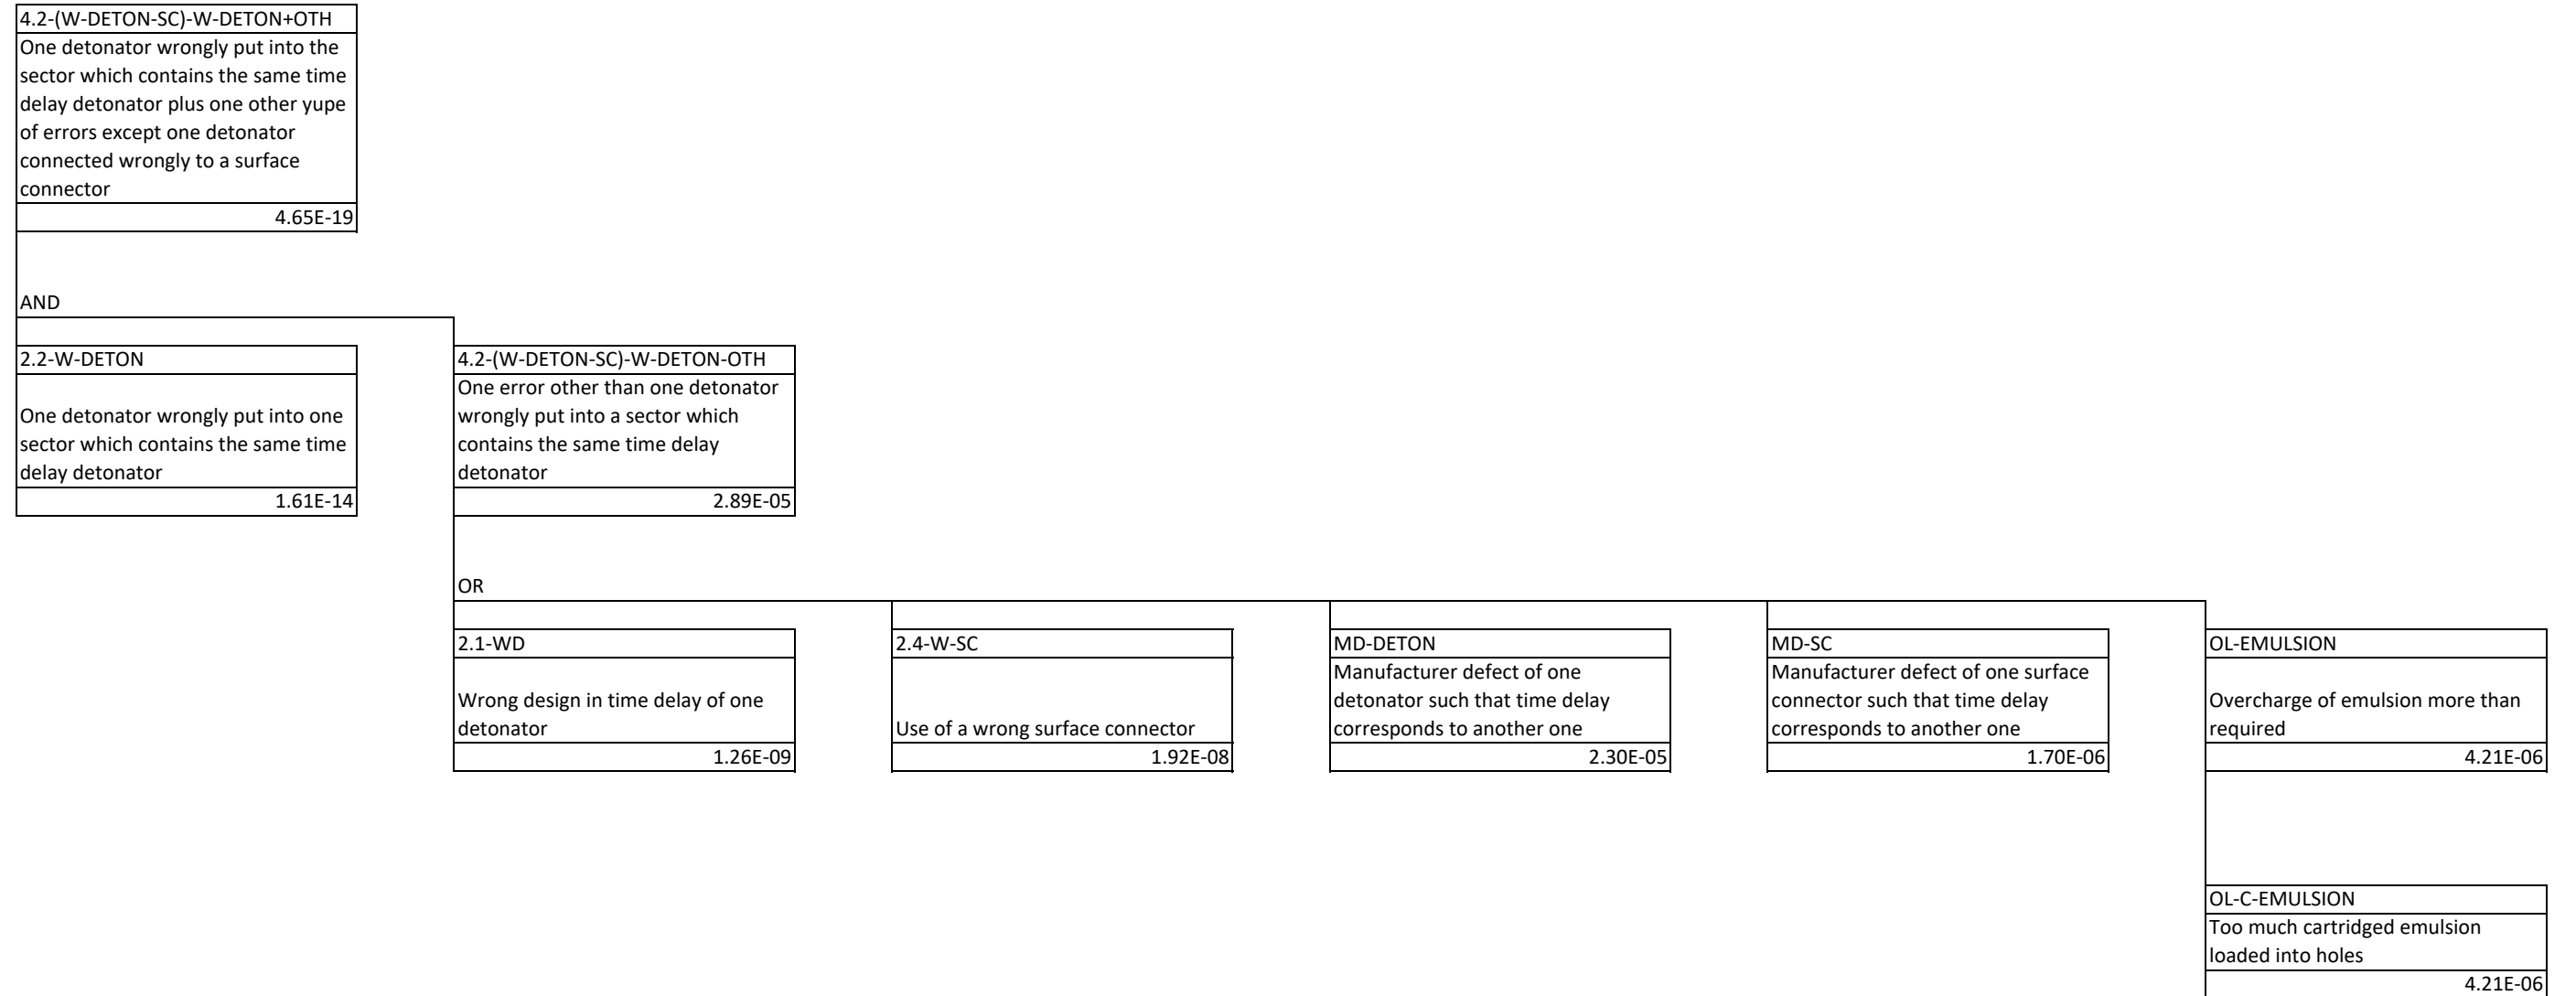 4.2-(W-DETON-SC)-W-DETON+OTH
One detonator wrongly put into the
sector which contains the same time
delay detonator plus one other yupe
of errors except one detonator
connected wrongly to a surface
connector
4.65E-19
AND
2.2-W-DETON
One detonator wrongly put into one
sector which contains the same time
delay detonator
1.61E-14
4.2-(W-DETON-SC)-W-DETON-OTH
One error other than one detonator
wrongly put into a sector which
contains the same time delay
detonator
2.89E-05
OR
2.1-WD
Wrong design in time delay of one
detonator
1.26E-09
2.4-W-SC
Use of a wrong surface connector
1.92E-08
MD-DETON
Manufacturer defect of one
detonator such that time delay
corresponds to another one
2.30E-05
MD-SC
Manufacturer defect of one surface
connector such that time delay
corresponds to another one
1.70E-06
OL-EMULSION
Overcharge of emulsion more than
required
4.21E-06
OL-C-EMULSION
Too much cartridged emulsion
loaded into holes
4.21E-06